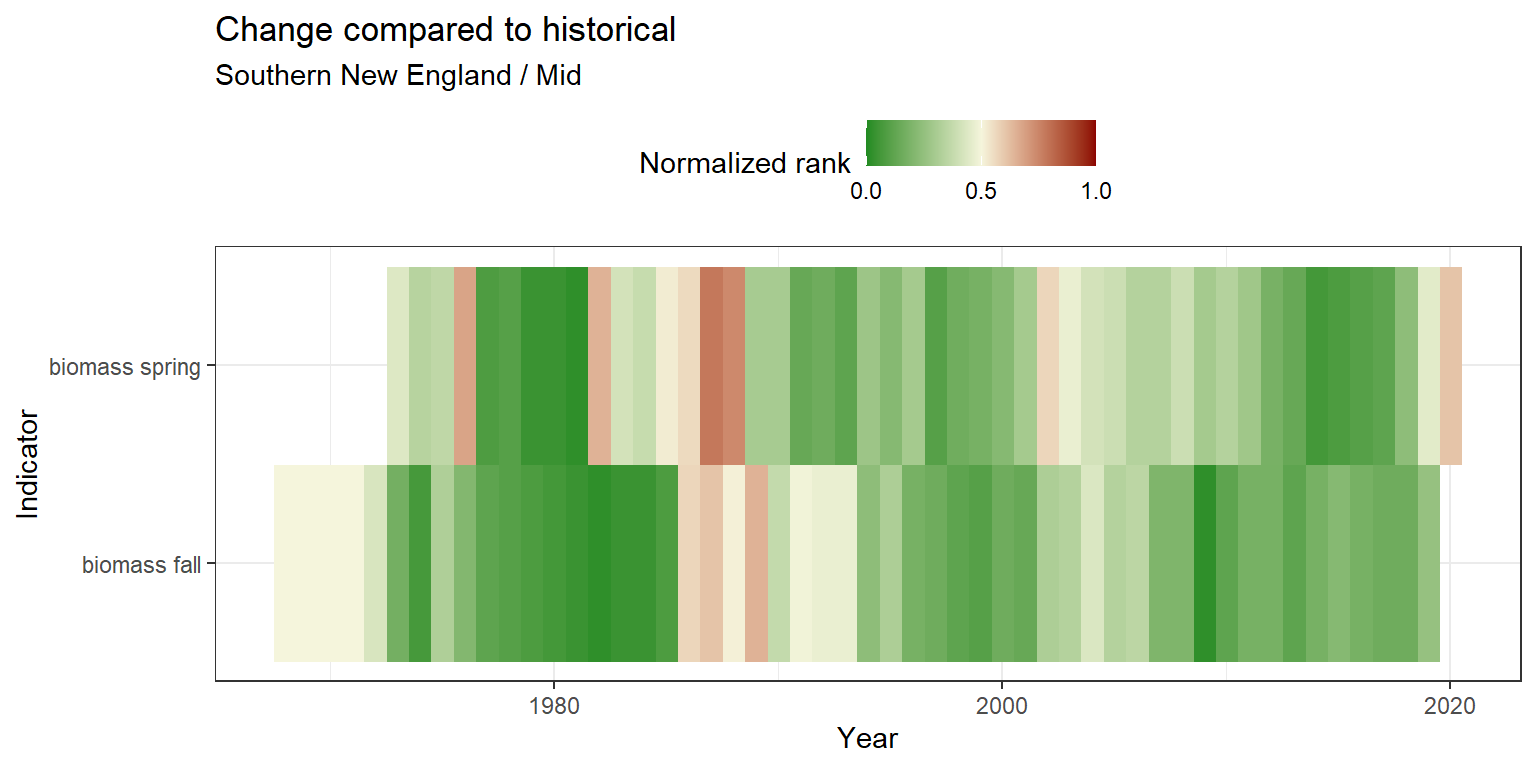 Change compared to historical
Southern New England / Mid
Normalized rank
0.0 0.5 1.0
biomass spring
biomass fall
Indicator
1980 2000 2020
Year